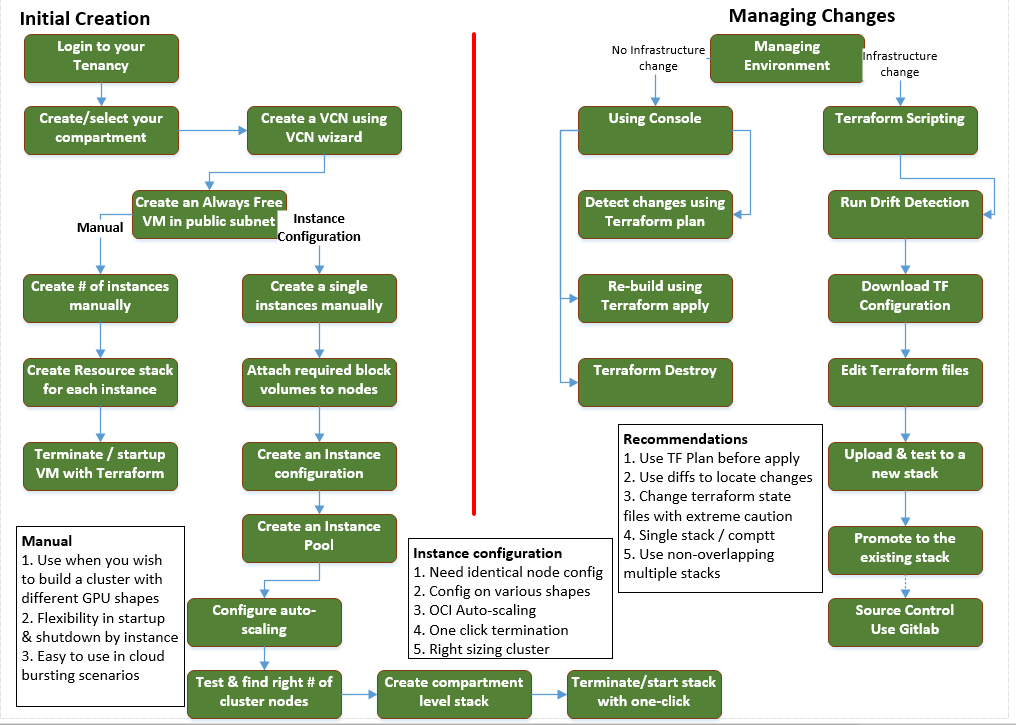 Initial Creation
Login to your
Tenancy
Create/select your
compartment
Create a VCN using
VCN wizard
Create an Always Free
VM in public subnet
Manual
Instance
Configuration
Create # of instances
manually
Create a single
instances manually
Create Resource stack
for each instance
Attach required block
volumes to nodes
Terminate / startup
VM with Terraform
Create an Instance
configuration
Create an Instance
Pool
Configure auto-
scaling
Test & find right # of
cluster nodes
Create compartment
level stack
Terminate/start stack
with one-click
Manual
1. Use when you wish
to build a cluster with
different GPU shapes
2. Flexibility in startup
& shutdown by instance
3. Easy to use in cloud
bursting scenarios
Instance configuration
1. Need identical node config
2. Config on various shapes
3. OCI Auto-scaling
4. One click termination
5. Right sizing cluster
Managing Changes
Managing
Environment
No Infrastructure
change
Infrastructure
change
Using Console
Terraform Scripting
Detect changes using
Terraform plan
Run Drift Detection
Re-build using
Terraform apply
Download TF
Configuration
Terraform Destroy
Edit Terraform files
Upload & test to a
new stack
Promote to the
existing stack
Source Control
Use Gitlab
Recommendations
1. Use TF Plan before apply
2. Use diffs to locate changes
3. Change terraform state
files with extreme caution
4. Single stack / comptt
5. Use non-overlapping
multiple stacks